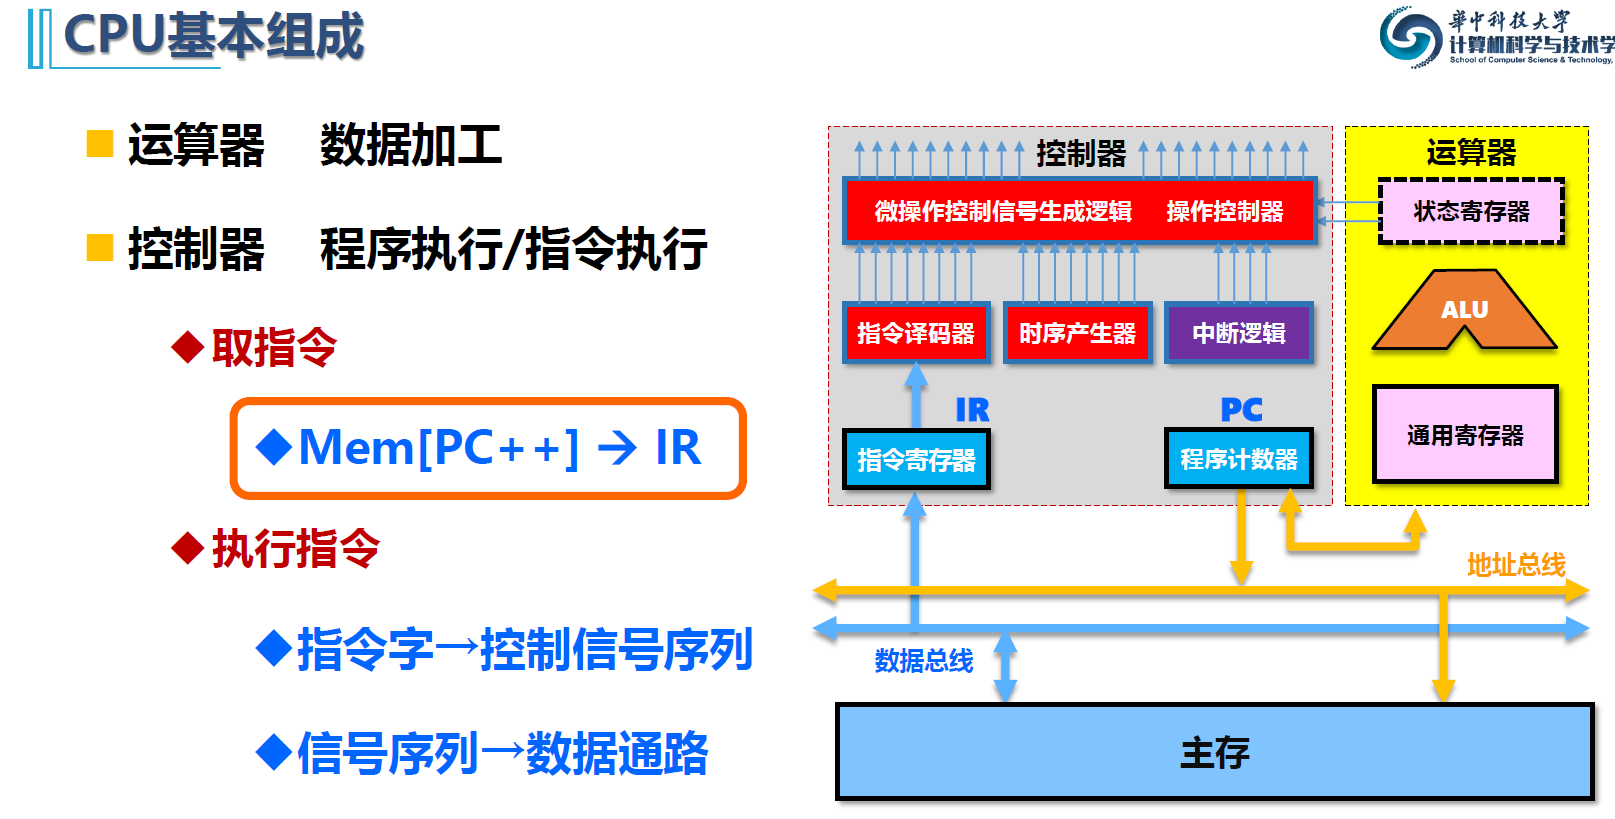 CPU基本组成
華中科技大學
计算机科学与技术学
School of Computer Science & Technology,
运算器 数据加工
控制器 程序执行/指令执行
取指令
Mem[PC++] → IR
执行指令
指令字→控制信号序列
信号序列→数据通路
控制器
运算器
微操作控制信号生成逻辑 操作控制器
状态寄存器
指令译码器
时序产生器
中断逻辑
ALU
IR
PC
指令寄存器
程序计数器
通用寄存器
地址总线
数据总线
主存